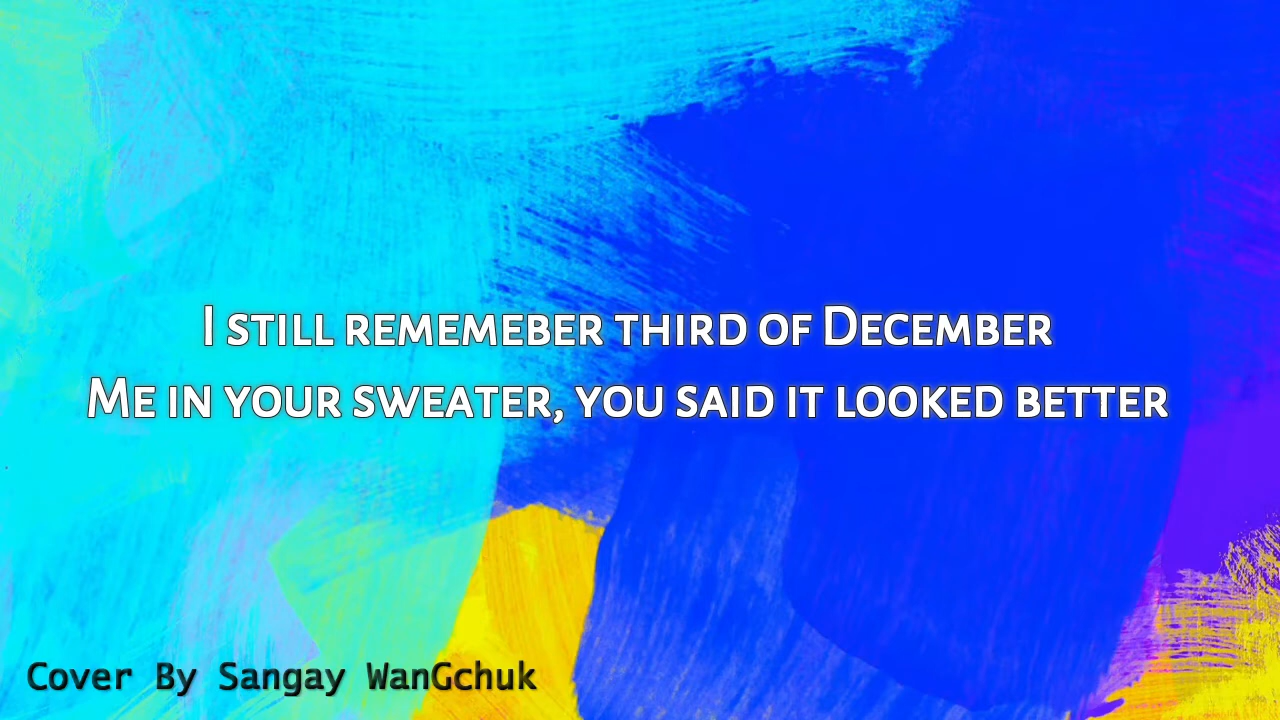 I still rememeber third of December
Me in your sweater, you said it looked better
Cover By Sangay WanGchuk